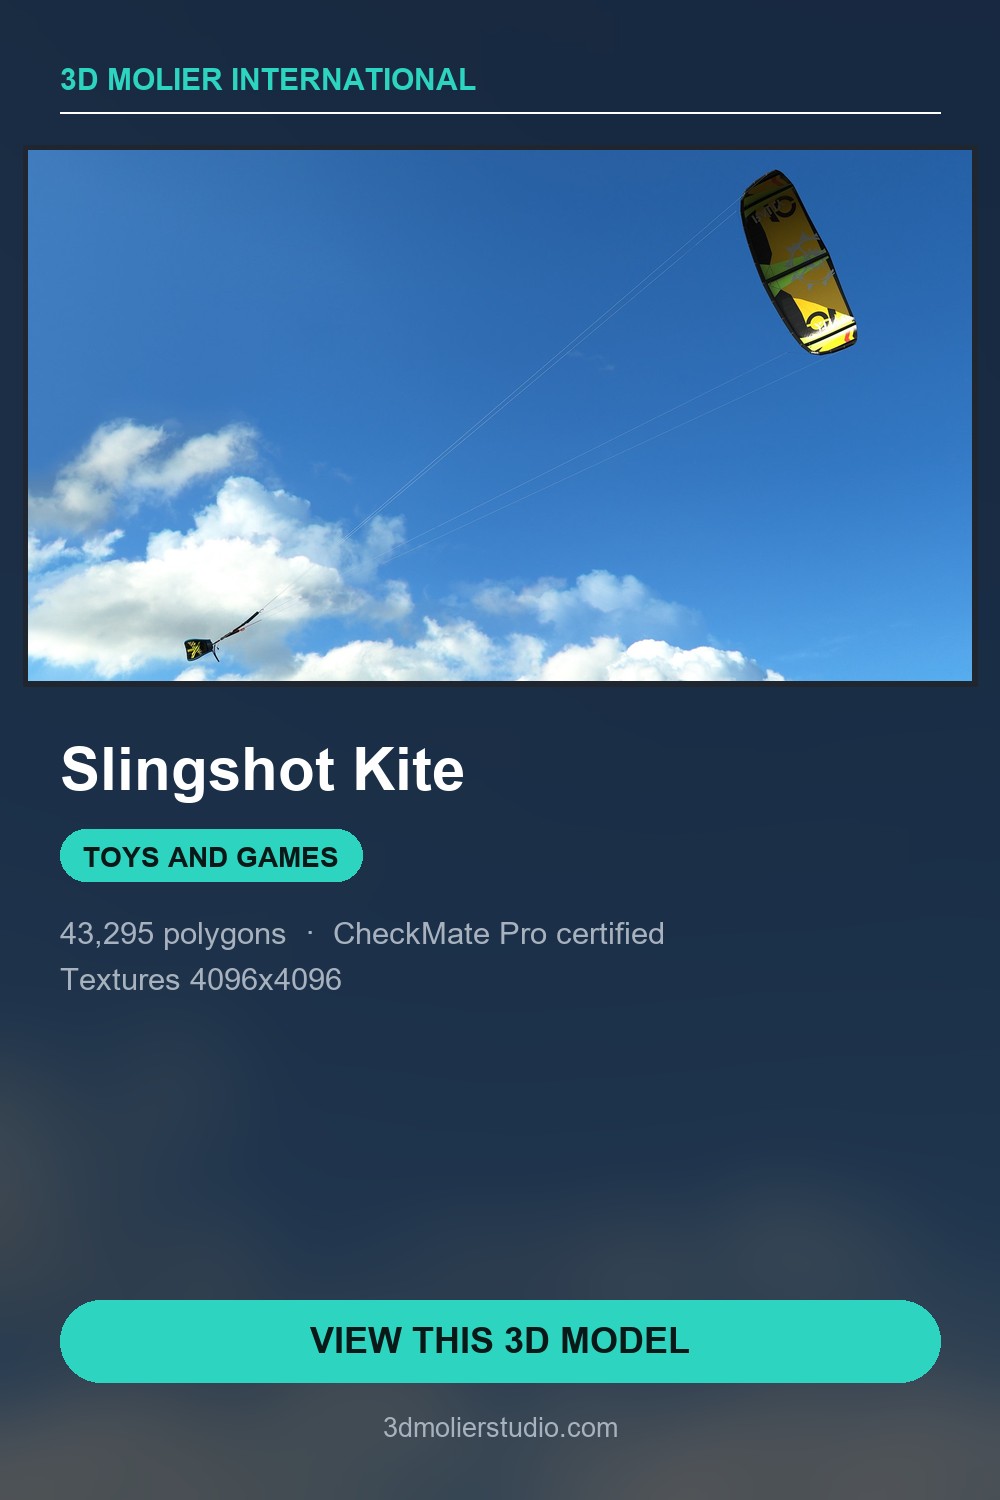 3D MOLIER INTERNATIONAL
Slingshot Kite
TOYS AND GAMES
43,295 polygons · CheckMate Pro certified
Textures 4096x4096
VIEW THIS 3D MODEL
3dmolierstudio.com